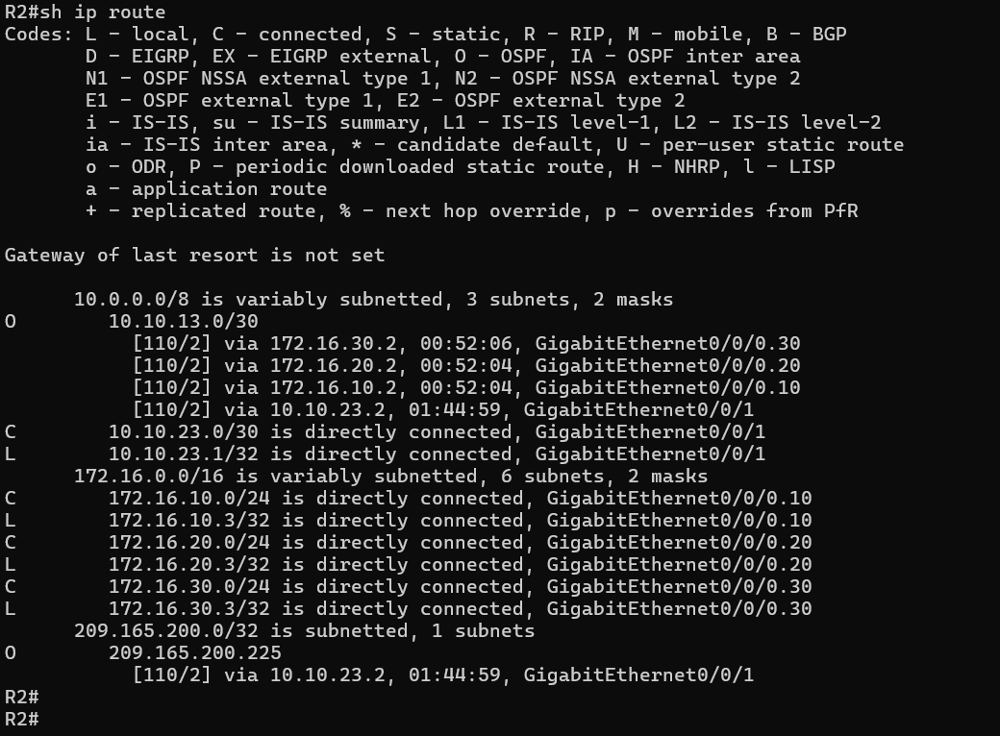 R2#sh ip route
Codes: L - local, C - connected, S - static, R - RIP, M - mobile, B - BGP
       D - EIGRP, EX - EIGRP external, O - OSPF, IA - OSPF inter area
       N1 - OSPF NSSA external type 1, N2 - OSPF NSSA external type 2
       E1 - OSPF external type 1, E2 - OSPF external type 2
       i - IS-IS, su - IS-IS summary, L1 - IS-IS level-1, L2 - IS-IS level-2
       ia - IS-IS inter area, * - candidate default, U - per-user static route
       o - ODR, P - periodic downloaded static route, H - NHRP, l - LISP
       a - application route
       + - replicated route, % - next hop override, p - overrides from PfR

Gateway of last resort is not set

      10.0.0.0/8 is variably subnetted, 3 subnets, 2 masks
O        10.10.13.0/30
           [110/2] via 172.16.30.2, 00:52:06, GigabitEthernet0/0/0.30
           [110/2] via 172.16.20.2, 00:52:04, GigabitEthernet0/0/0.20
           [110/2] via 172.16.10.2, 00:52:04, GigabitEthernet0/0/0.10
           [110/2] via 10.10.23.2, 01:44:59, GigabitEthernet0/0/1
C        10.10.23.0/30 is directly connected, GigabitEthernet0/0/1
L        10.10.23.1/32 is directly connected, GigabitEthernet0/0/1
      172.16.0.0/16 is variably subnetted, 6 subnets, 2 masks
C        172.16.10.0/24 is directly connected, GigabitEthernet0/0/0.10
L        172.16.10.3/32 is directly connected, GigabitEthernet0/0/0.10
C        172.16.20.0/24 is directly connected, GigabitEthernet0/0/0.20
L        172.16.20.3/32 is directly connected, GigabitEthernet0/0/0.20
C        172.16.30.0/24 is directly connected, GigabitEthernet0/0/0.30
L        172.16.30.3/32 is directly connected, GigabitEthernet0/0/0.30
      209.165.200.0/32 is subnetted, 1 subnets
O        209.165.200.225
           [110/2] via 10.10.23.2, 01:44:59, GigabitEthernet0/0/1
R2#
R2#